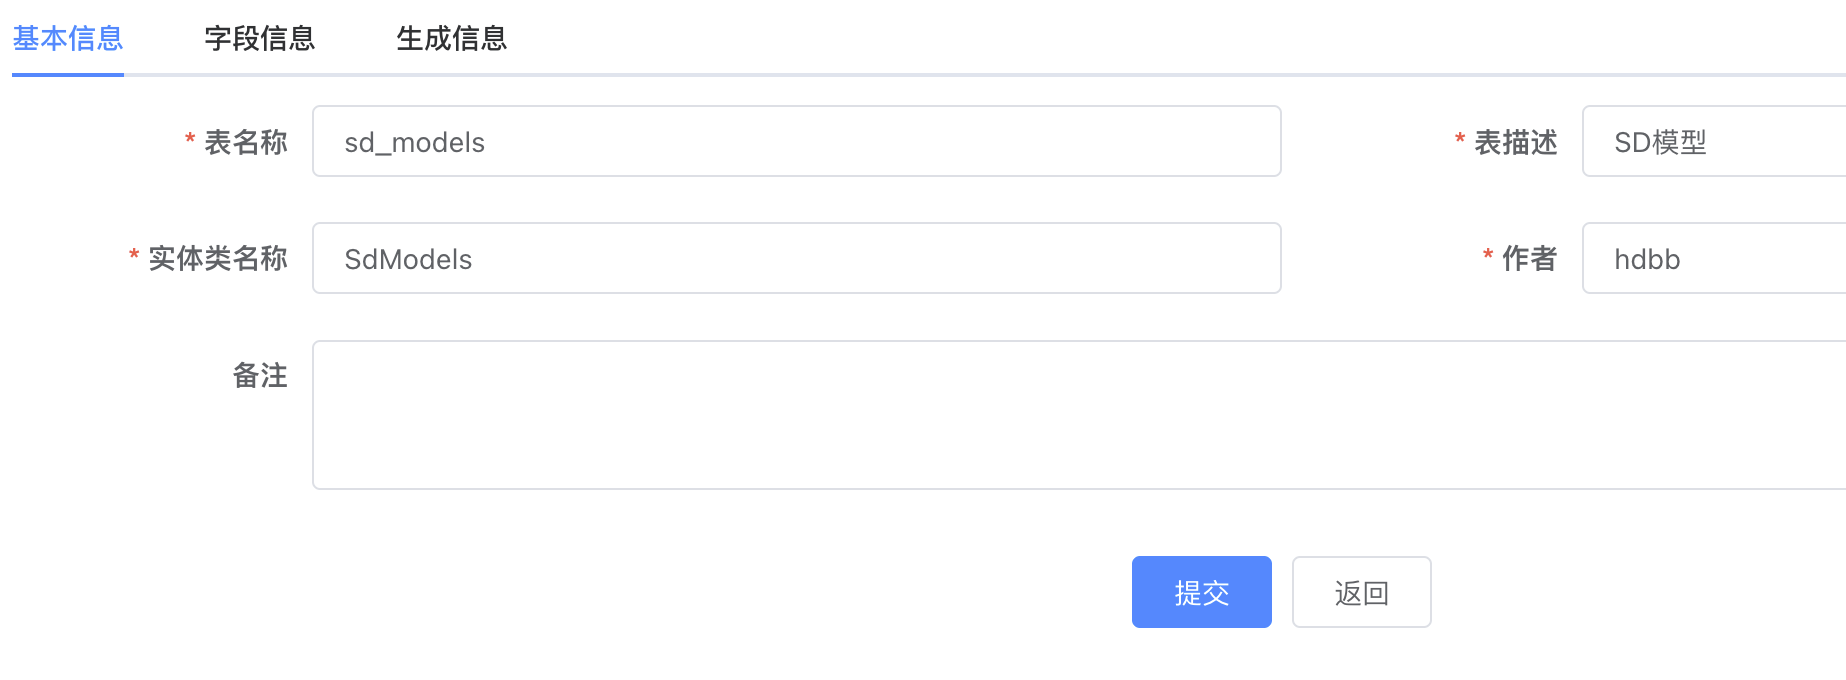 基本信息 字段信息 生成信息
* 表名称 sd_models * 表描述 SD模型
* 实体类名称 SdModels * 作者 hdbb
备注
提交 返回